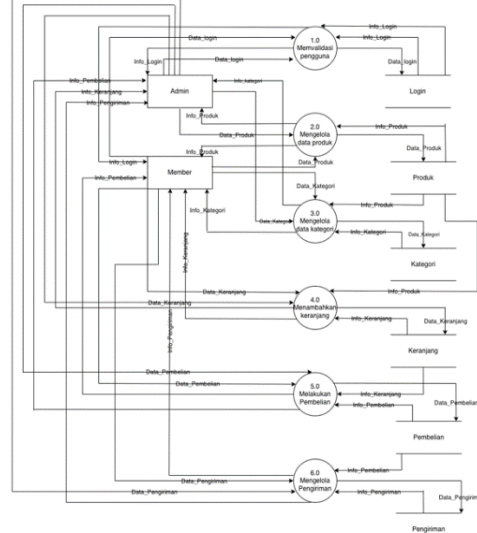 Info_Login
Info_Login
Data_login
1.0
Memvalidasi
pengguna
Info_Login
Data_login
Data_login
Info_Pembelian
Info_Keranjang
Info_Pengiriman
Admin
Info_kategori
Login
Info_Produk
2.0
Mengelola
data produk
Info_Produk
Data_Produk
Data_Produk
Info_Produk
Data_Produk
Info_Login
Info_Pembelian
Member
Produk
Data_Kategori
Info_Kategori
3.0
Mengelola
data kategori
Info_Produk
Data_Kategori
Data_Kategori
Info_Kategori
Info_Keranjang
Kategori
Data_Keranjang
Info_Produk
Data_Keranjang
4.0
Menambahkan
keranjang
Info_Keranjang
Data_Keranjang
Info_Pengiriman
Keranjang
Data_Pembelian
Data_Pembelian
5.0
Melakukan
Pembelian
Info_Keranjang
Info_Pembelian
Data_Pembelian
Pembelian
6.0
Mengelola
Pengiriman
Info_Pembelian
Data_Pengiriman
Data_Pengiriman
Info_Pengiriman
Data_Pengiri
Pengiriman